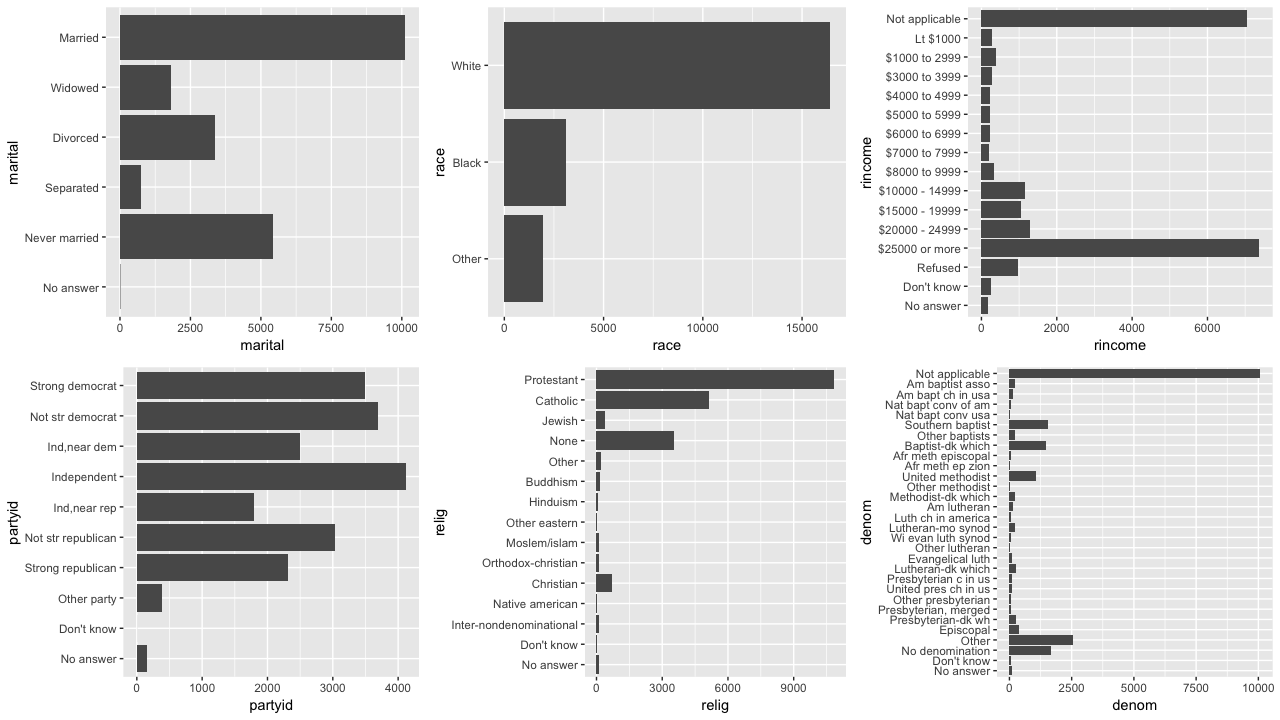 marital
Married
Widowed
Divorced
Separated
Never married
No answer
0 2500 5000 7500 10000
marital
race
White
Black
Other
0 5000 10000 15000
race
rincome
Not applicable
Lt $1000
$1000 to 2999
$3000 to 3999
$4000 to 4999
$5000 to 5999
$6000 to 6999
$7000 to 7999
$8000 to 9999
$10000 - 14999
$15000 - 19999
$20000 - 24999
$25000 or more
Refused
Don't know
No answer
0 2000 4000 6000
rincome
partyid
Strong democrat
Not str democrat
Ind,near dem
Independent
Ind,near rep
Not str republican
Strong republican
Other party
Don't know
No answer
0 1000 2000 3000 4000
partyid
relig
Protestant
Catholic
Jewish
None
Other
Buddhism
Hinduism
Other eastern
Moslem/islam
Orthodox-christian
Christian
Native american
Inter-nondenominational
Don't know
No answer
0 3000 6000 9000
relig
denom
Not applicable
Am baptist asso
Am bapt ch in usa
Nat bapt conv of am
Nat bapt conv usa
Southern baptist
Other baptists
Baptist-dk which
Afr meth episcopal
Afr meth ep zion
United methodist
Other methodist
Methodist-dk which
Am lutheran
Luth ch in america
Lutheran-mo synod
Wi evan luth synod
Other lutheran
Evangelical luth
Lutheran-dk which
Presbyterian c in us
United pres ch in us
Other presbyterian
Presbyterian, merged
Presbyterian-dk wh
Episcopal
Other
No denomination
Don't know
No answer
0 2500 5000 7500 10000
denom